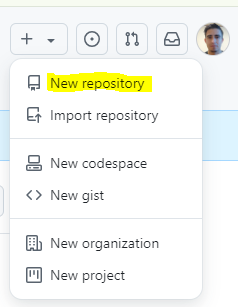 New repository
Import repository
New codespace
New gist
New organization
New project